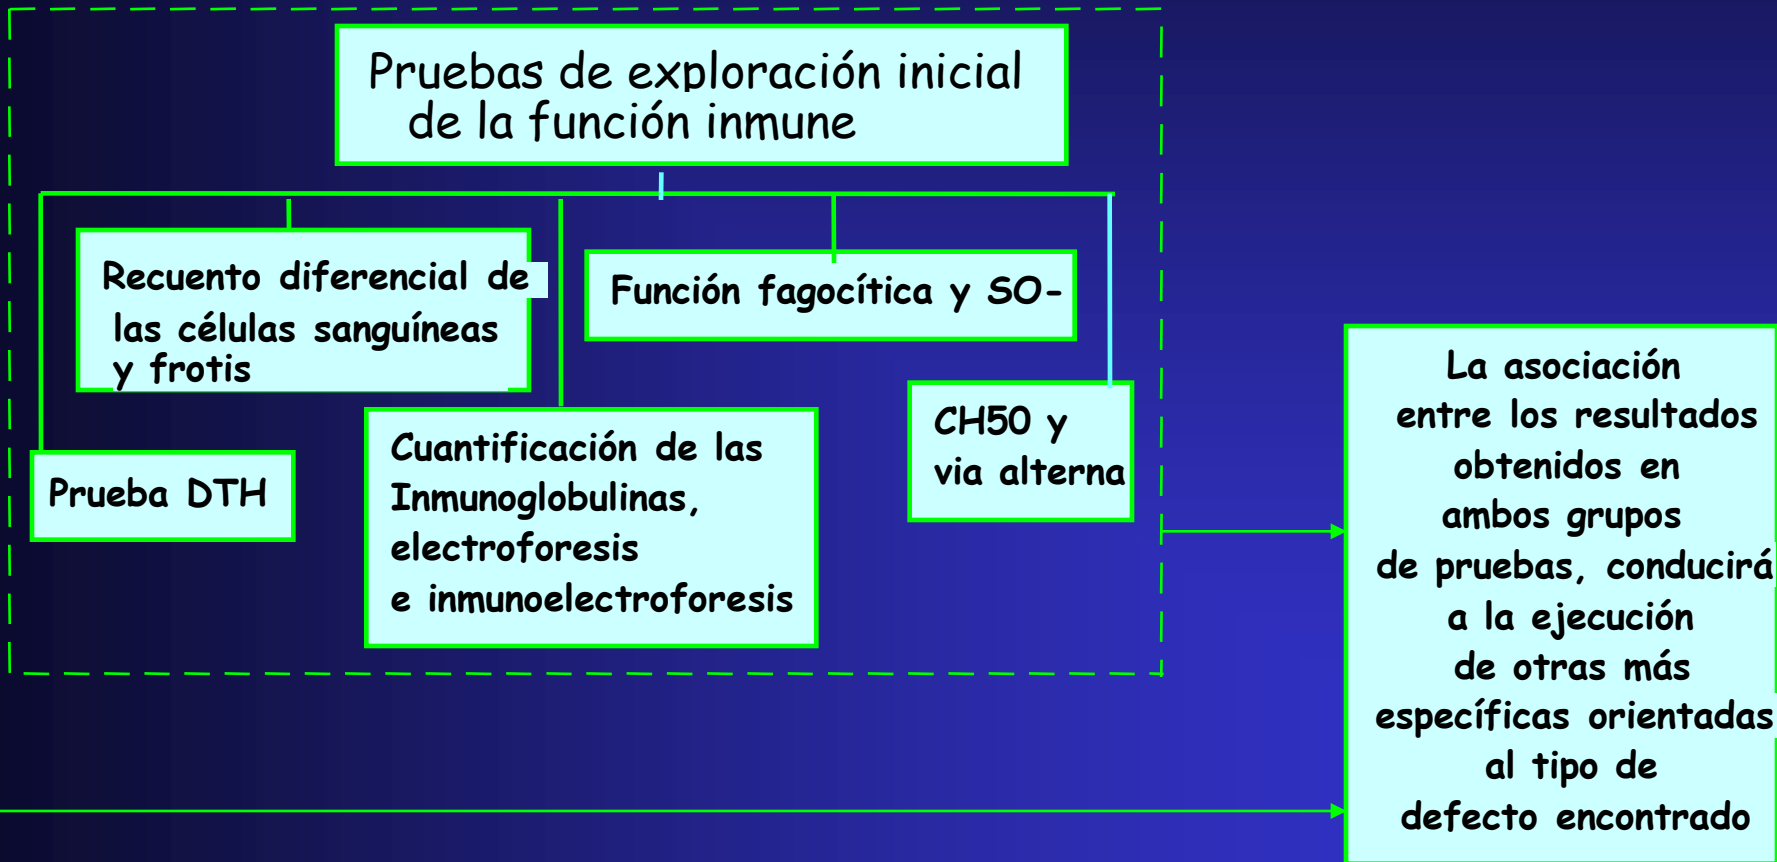 Pruebas de exploración inicial
de la función inmune
Recuento diferencial de
las células sanguíneas
y frotis
Función fagocítica y SO-
Prueba DTH
Cuantificación de las
Inmunoglobulinas,
electroforesis
e inmunoelectroforesis
CH50 y
via alterna
La asociación
entre los resultados
obtenidos en
ambos grupos
de pruebas, conducirá
a la ejecución
de otras más
específicas orientadas
al tipo de
defecto encontrado